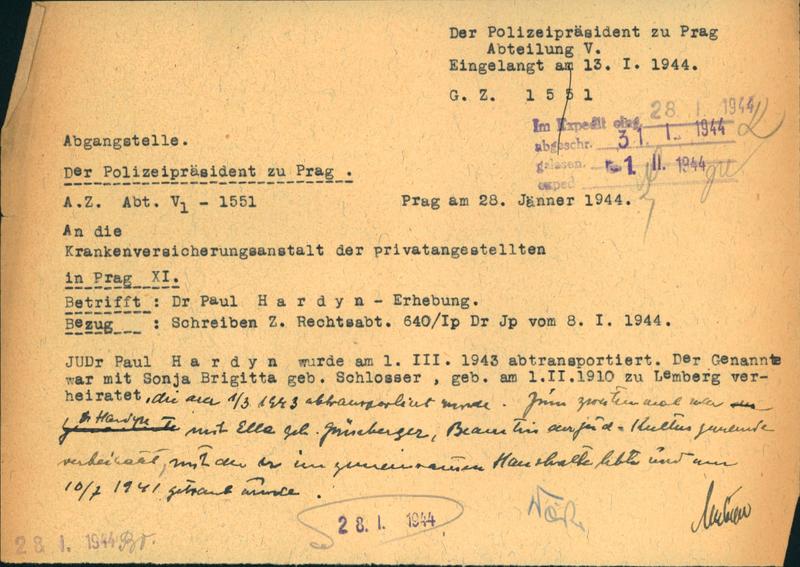 Der Polizeipräsident zu Prag
Abteilung V.
Eingelangt am 13. I. 1944.
G. Z. 1551
28. I. 1944
Im Expedit eing.
abgeschr. 31. I. 1944
gelesen. -1. II. 1944
exped.
Abgangstelle.
Der Polizeipräsident zu Prag .
A.Z. Abt. V1 - 1551 Prag am 28. Jänner 1944.
An die
Krankenversicherungsanstalt der privatangestellten
in Prag XI.
Betrifft : Dr Paul H a r d y n - Erhebung.
Bezug : Schreiben Z. Rechtsabt. 640/Ip Dr Jp vom 8. I. 1944.
JUDr Paul H a r d y n wurde am 1. III. 1943 abtransportiert. Der Genannte
war mit Sonja Brigitta geb. Schlosser , geb. am 1.II.1910 zu Lemberg ver-
heiratet, die am 1/3 1943 abtransportiert wurde. Zum zweiten mal war
Dr Hardyn mit Ella geb. Grünberger, Beamtin der jüd. Kultusgemeinde
verheiratet, mit der er im gemeinsamen Haushalte lebte und am
10/7 1941 getraut wurde.
28. I. 1944
28. I. 1944